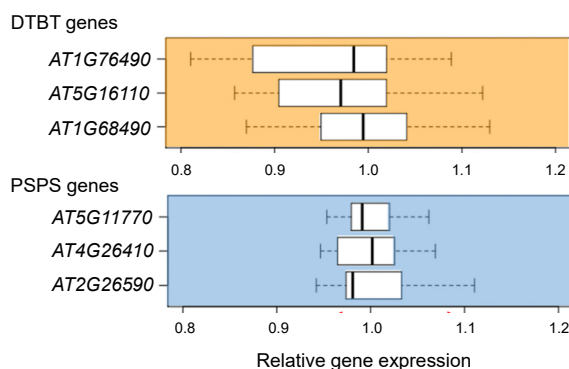 DTBT genes
AT1G76490
AT5G16110
AT1G68490
0.8 0.9 1.0 1.1 1.2
PSPS genes
AT5G11770
AT4G26410
AT2G26590
0.8 0.9 1.0 1.1 1.2
Relative gene expression